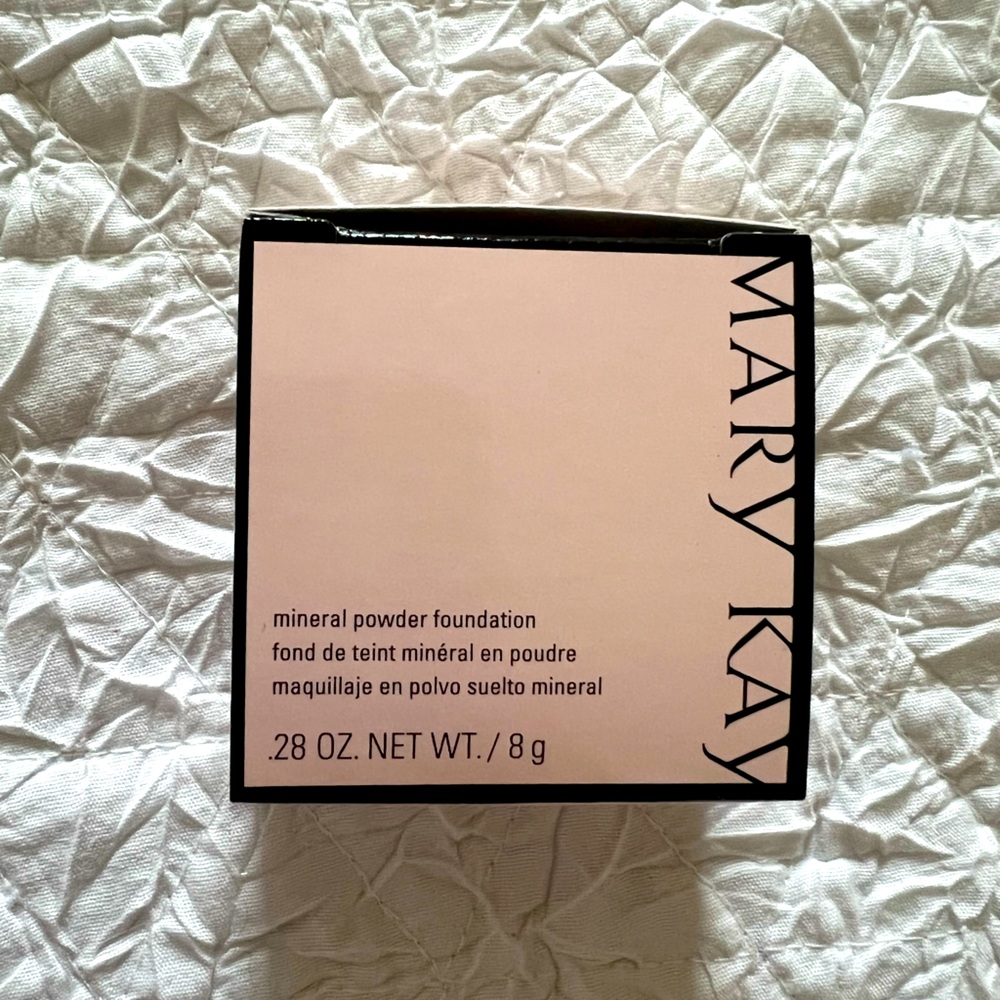 MARY KAY
mineral powder foundation
fond de teint minéral en poudre
maquillaje en polvo suelto mineral
.28 OZ. NET WT. / 8 g